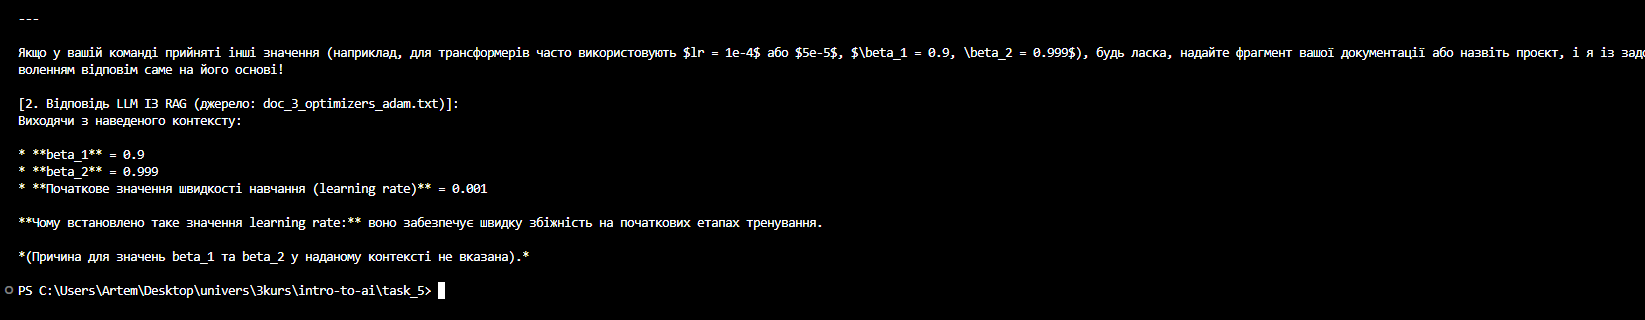 ---
Якщо у вашій команді прийняті інші значення (наприклад, для трансформерів часто використовують $lr = 1e-4$ або $5e-5$, $\beta_1 = 0.9, \beta_2 = 0.999$), будь ласка, надайте фрагмент вашої документації або назвіть проєкт, і я із задо
воленням відповім саме на його основі!
[2. Відповідь LLM ІЗ RAG (джерело: doc_3_optimizers_adam.txt)]:
Виходячи з наведеного контексту:
* **beta_1** = 0.9
* **beta_2** = 0.999
* **Початкове значення швидкості навчання (learning rate)** = 0.001
**Чому встановлено таке значення learning rate:** воно забезпечує швидку збіжність на початкових етапах тренування.
*(Причина для значень beta_1 та beta_2 у наданому контексті не вказана).*
PS C:\Users\Artem\Desktop\univers\3kurs\intro-to-ai\task_5>